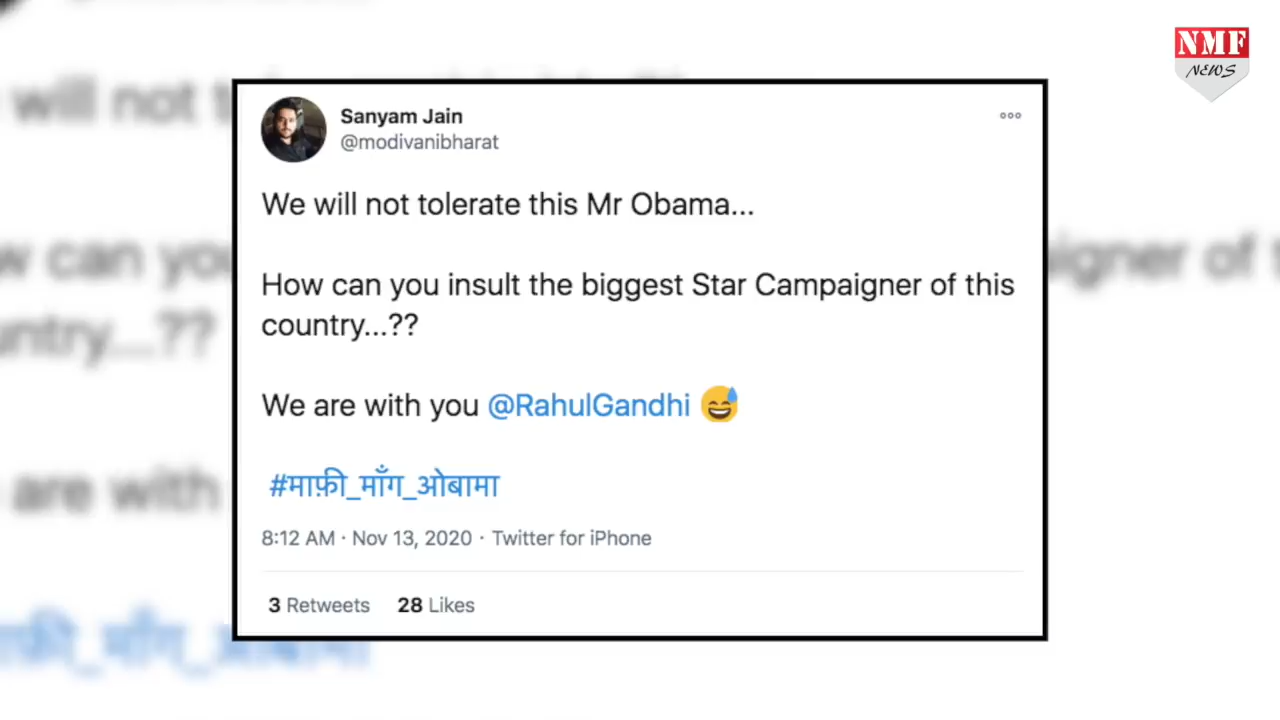 NMF
NEWS
Sanyam Jain
@modivanibharat
We will not tolerate this Mr Obama...
How can you insult the biggest Star Campaigner of this
country...??
We are with you @RahulGandhi 😅
#माफ़ी_माँग_ओबामा
8:12 AM · Nov 13, 2020 · Twitter for iPhone
3 Retweets 28 Likes